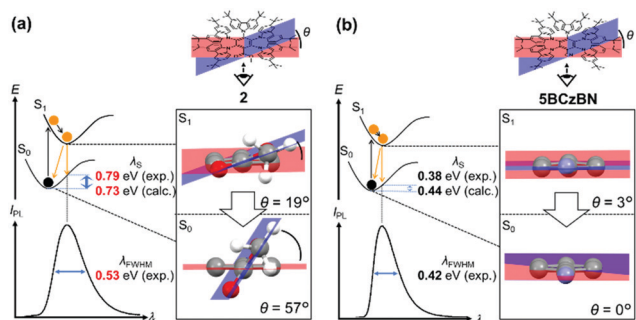 (a)
θ
2
E
S₁
S₀
λS
0.79 eV (exp.)
0.73 eV (calc.)
S₁
θ = 19°
S₀
θ = 57°
IPL
λFWHM
0.53 eV (exp.)
λ
(b)
θ
5BCzBN
E
S₁
S₀
λS
0.38 eV (exp.)
0.44 eV (calc.)
S₁
θ = 3°
S₀
θ = 0°
IPL
λFWHM
0.42 eV (exp.)
λ